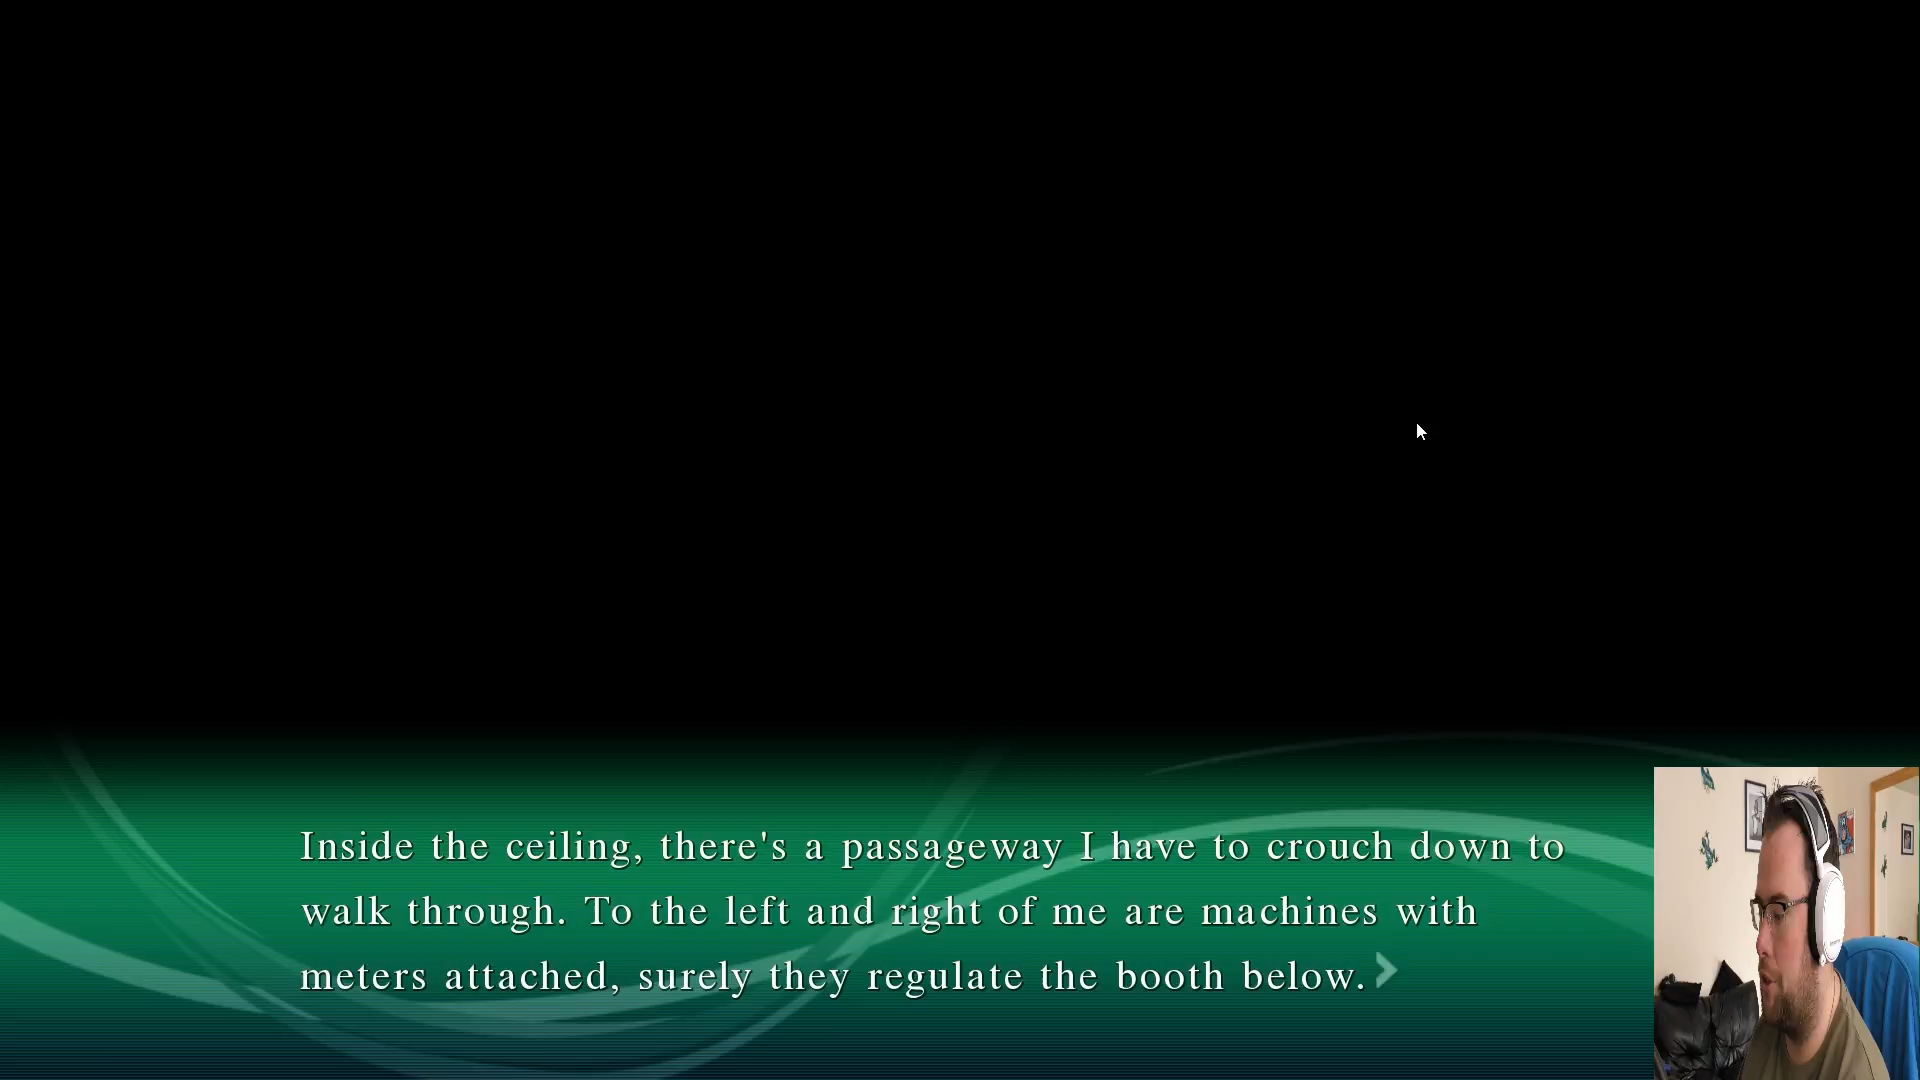 Inside the ceiling, there's a passageway I have to crouch down to
walk through. To the left and right of me are machines with
meters attached, surely they regulate the booth below.